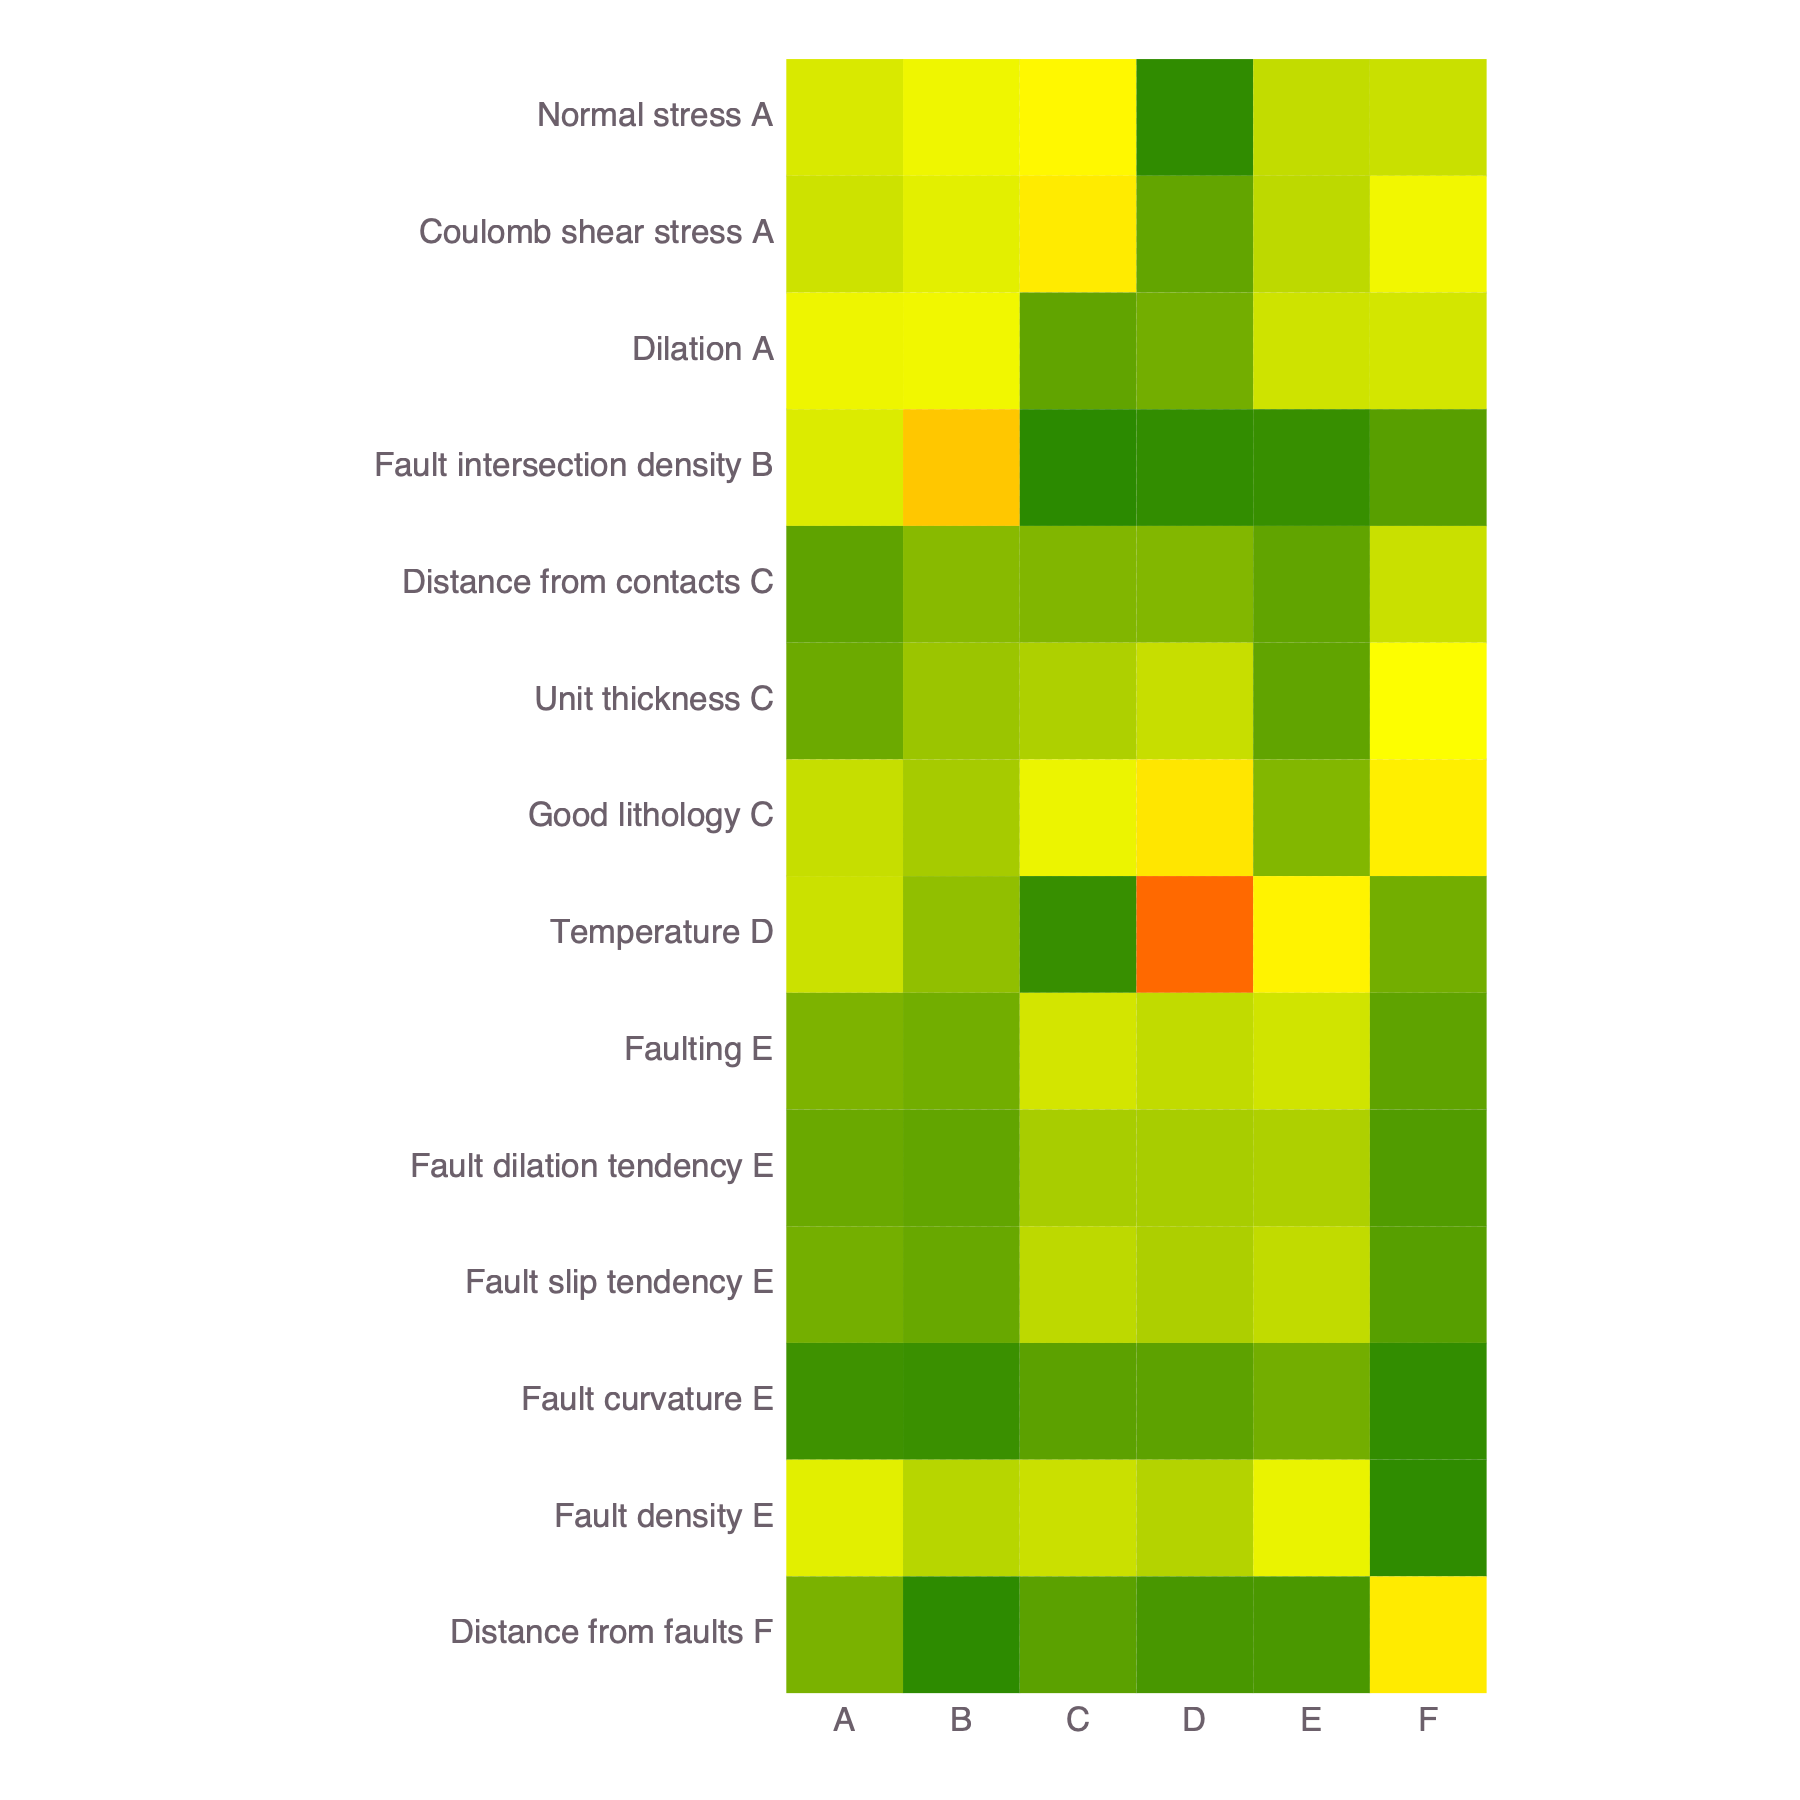 Normal stress A
Coulomb shear stress A
Dilation A
Fault intersection density B
Distance from contacts C
Unit thickness C
Good lithology C
Temperature D
Faulting E
Fault dilation tendency E
Fault slip tendency E
Fault curvature E
Fault density E
Distance from faults F
A B C D E F